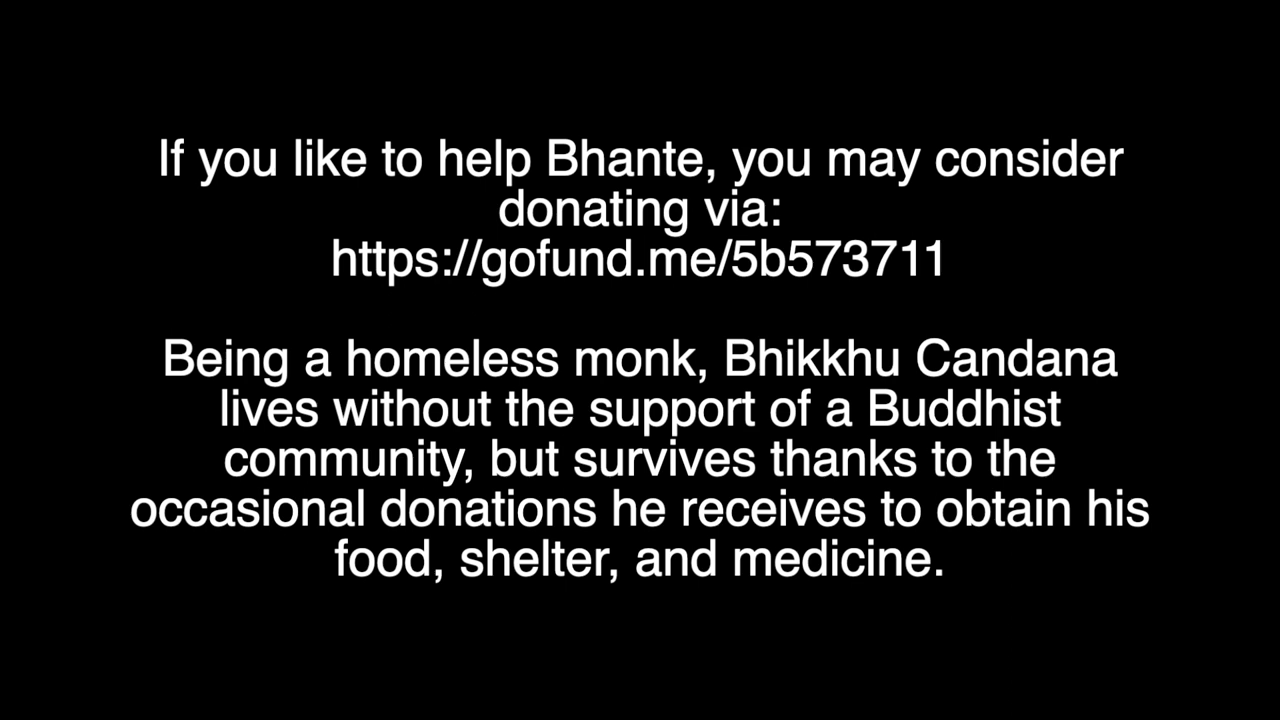 If you like to help Bhante, you may consider
donating via:
https://gofund.me/5b573711
Being a homeless monk, Bhikkhu Candana
lives without the support of a Buddhist
community, but survives thanks to the
occasional donations he receives to obtain his
food, shelter, and medicine.